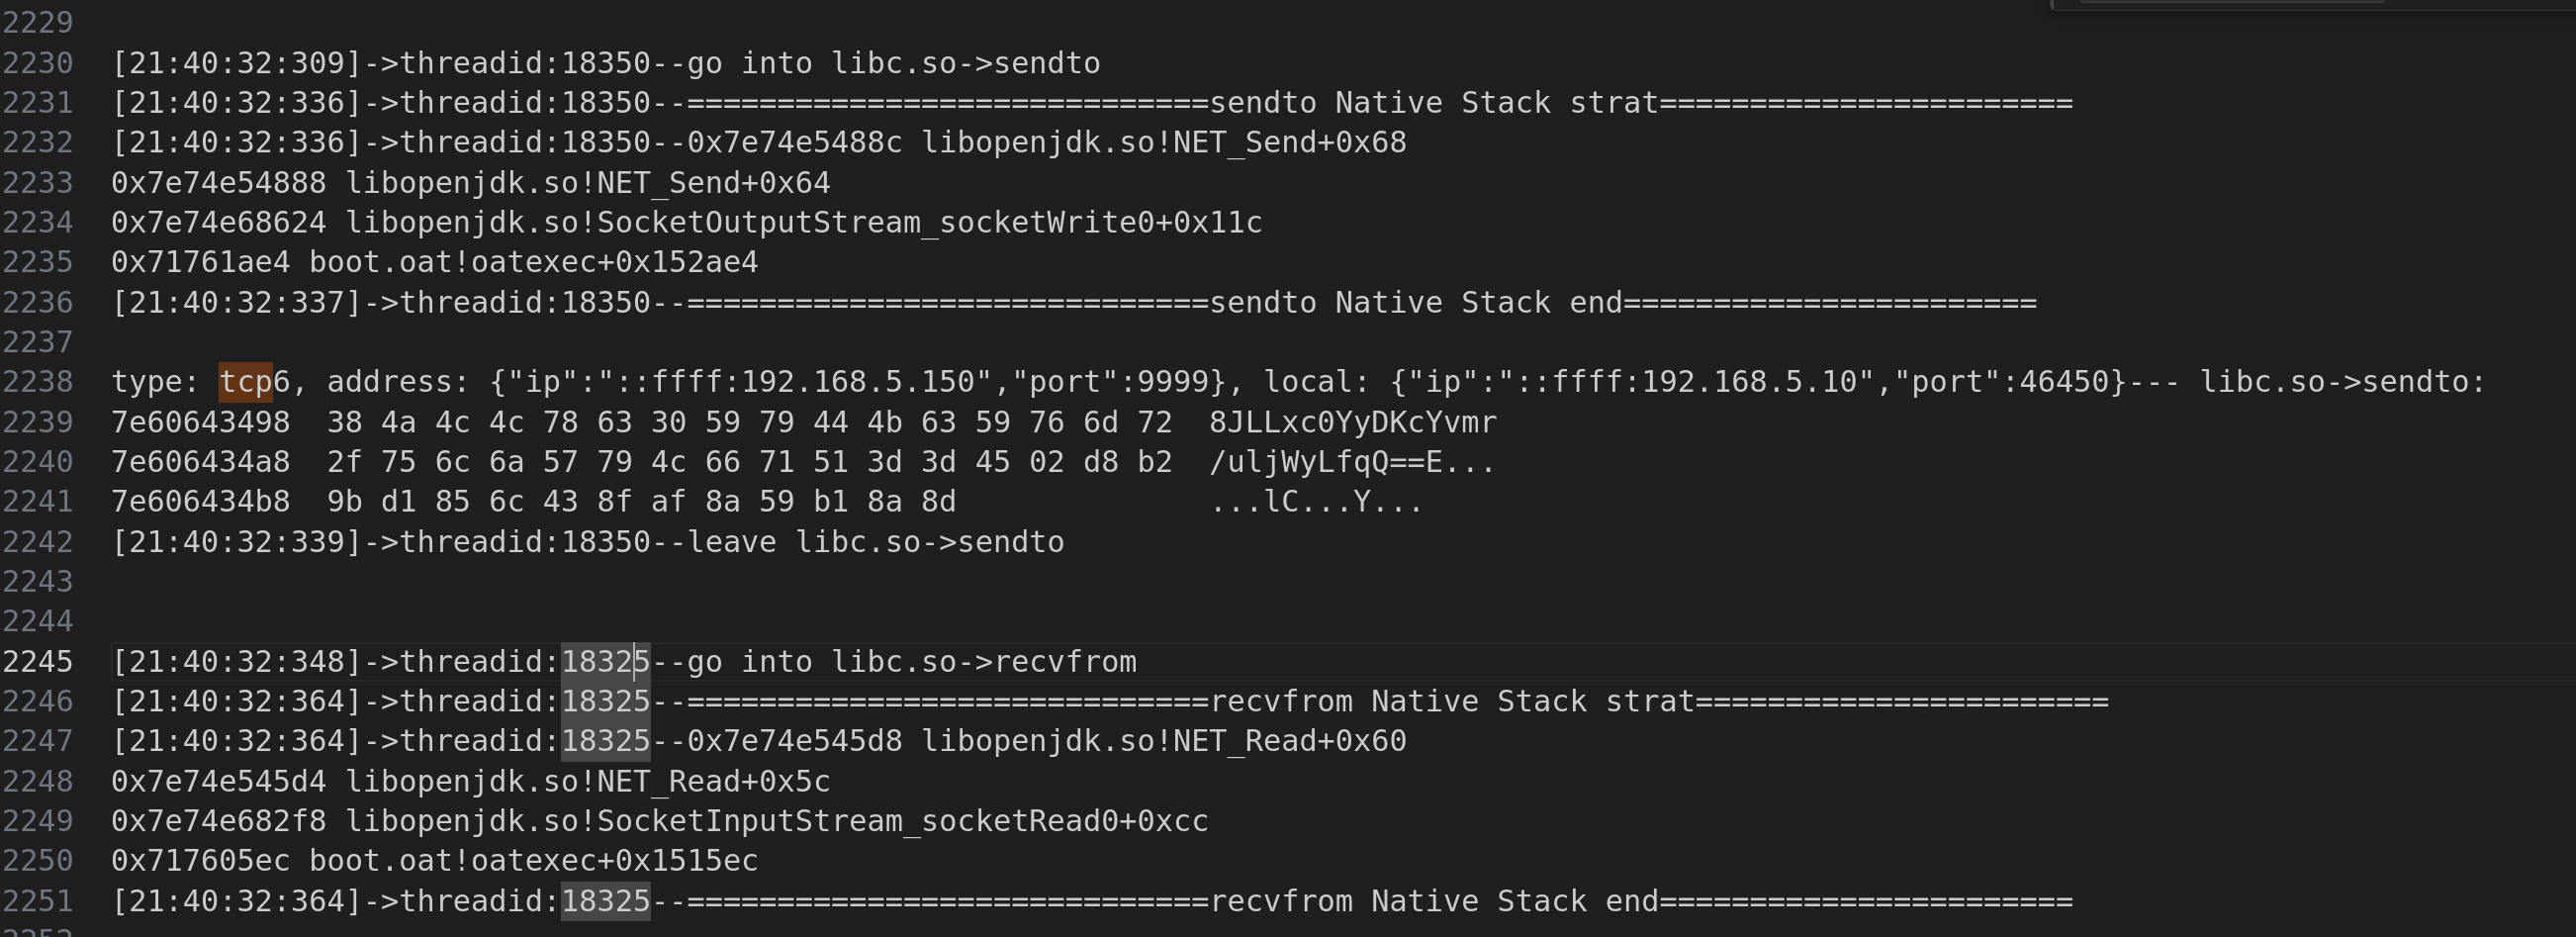 2229
2230 [21:40:32:309]->threadid:18350--go into libc.so->sendto
2231 [21:40:32:336]->threadid:18350--=============================sendto Native Stack strat=======================
2232 [21:40:32:336]->threadid:18350--0x7e74e5488c libopenjdk.so!NET_Send+0x68
2233 0x7e74e54888 libopenjdk.so!NET_Send+0x64
2234 0x7e74e68624 libopenjdk.so!SocketOutputStream_socketWrite0+0x11c
2235 0x71761ae4 boot.oat!oatexec+0x152ae4
2236 [21:40:32:337]->threadid:18350--=============================sendto Native Stack end=======================
2237
2238 type: tcp6, address: {"ip":"::ffff:192.168.5.150","port":9999}, local: {"ip":"::ffff:192.168.5.10","port":46450}--- libc.so->sendto:
2239 7e60643498  38 4a 4c 4c 78 63 30 59 79 44 4b 63 59 76 6d 72  8JLLxc0YyDKcYvmr
2240 7e606434a8  2f 75 6c 6a 57 79 4c 66 71 51 3d 3d 45 02 d8 b2  /uljWyLfqQ==E...
2241 7e606434b8  9b d1 85 6c 43 8f af 8a 59 b1 8a 8d              ...lC...Y...
2242 [21:40:32:339]->threadid:18350--leave libc.so->sendto
2243
2244
2245 [21:40:32:348]->threadid:18325--go into libc.so->recvfrom
2246 [21:40:32:364]->threadid:18325--=============================recvfrom Native Stack strat=======================
2247 [21:40:32:364]->threadid:18325--0x7e74e545d8 libopenjdk.so!NET_Read+0x60
2248 0x7e74e545d4 libopenjdk.so!NET_Read+0x5c
2249 0x7e74e682f8 libopenjdk.so!SocketInputStream_socketRead0+0xcc
2250 0x717605ec boot.oat!oatexec+0x1515ec
2251 [21:40:32:364]->threadid:18325--=============================recvfrom Native Stack end=======================